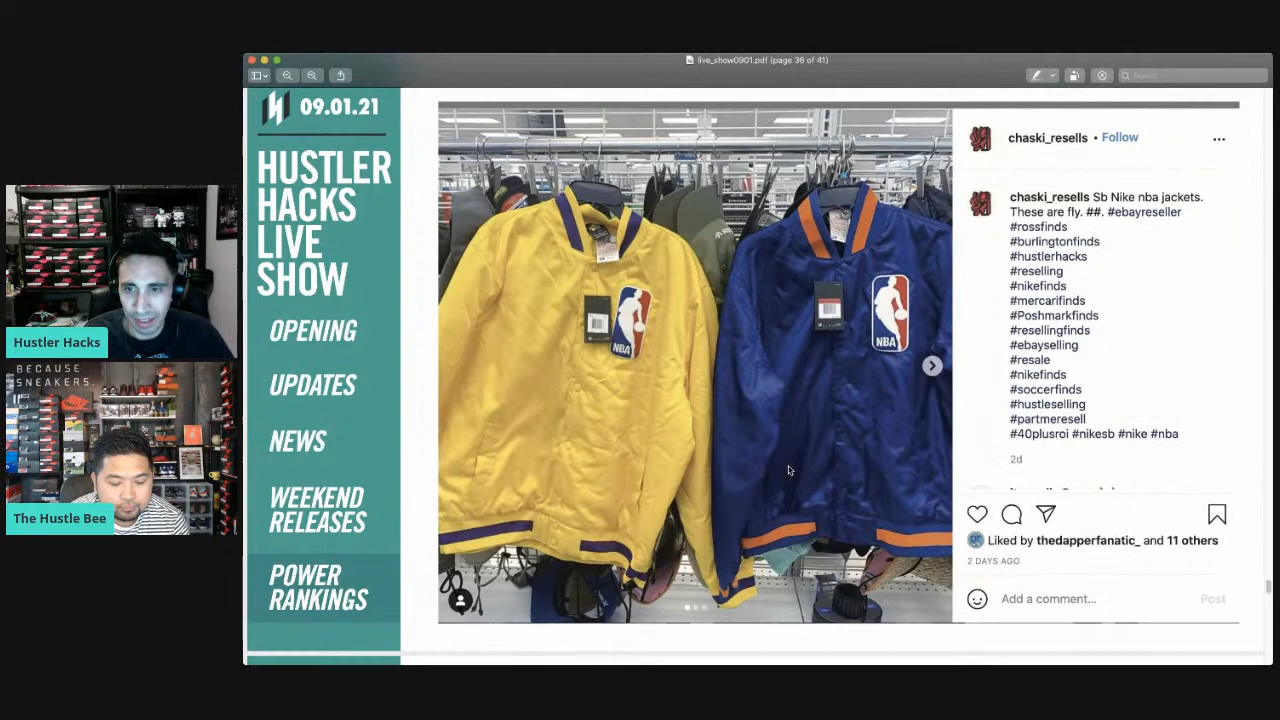 live_show0901.pdf (page 36 of 41)
Search
09.01.21
HUSTLER
HACKS
LIVE
SHOW
OPENING
UPDATES
NEWS
WEEKEND
RELEASES
POWER
RANKINGS
Hustler Hacks
BECAUSE
SNEAKERS.
The Hustle Bee
NBA
NBA
chaski_resells • Follow
chaski_resells Sb Nike nba jackets.
These are fly. ##. #ebayreseller
#rossfinds
#burlingtonfinds
#hustlerhacks
#reselling
#nikefinds
#mercarifinds
#Poshmarkfinds
#resellingfinds
#ebayselling
#resale
#nikefinds
#soccerfinds
#hustleselling
#partmeresell
#40plusroi #nikesb #nike #nba
2d
Liked by thedapperfanatic_ and 11 others
2 DAYS AGO
Add a comment...
Post